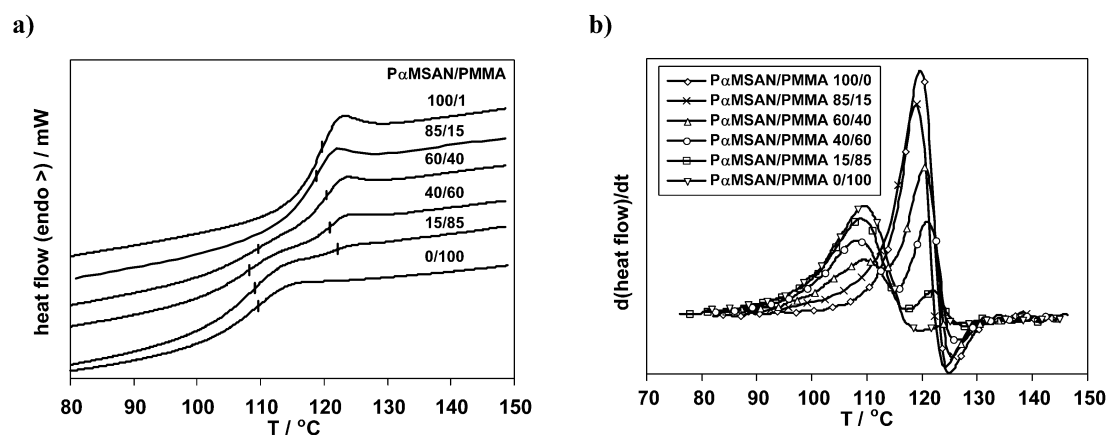 a)
PαMSAN/PMMA
100/1
85/15
60/40
40/60
15/85
0/100
heat flow (endo >) / mW
80 90 100 110 120 130 140 150
T / °C
b)
PαMSAN/PMMA 100/0
PαMSAN/PMMA 85/15
PαMSAN/PMMA 60/40
PαMSAN/PMMA 40/60
PαMSAN/PMMA 15/85
PαMSAN/PMMA 0/100
d(heat flow)/dt
70 80 90 100 110 120 130 140 150
T / °C